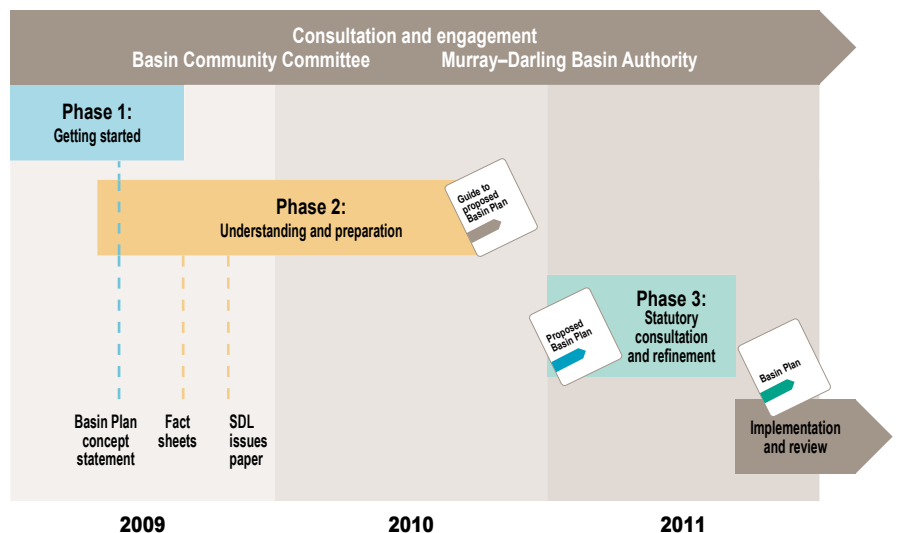 Consultation and engagement
Basin Community Committee Murray–Darling Basin Authority
Phase 1:
Getting started
Phase 2:
Understanding and preparation
Guide to
proposed
Basin Plan
Phase 3:
Statutory
consultation
and refinement
Proposed
Basin Plan
Basin Plan
Implementation
and review
Basin Plan
concept
statement
Fact
sheets
SDL
issues
paper
2009
2010
2011